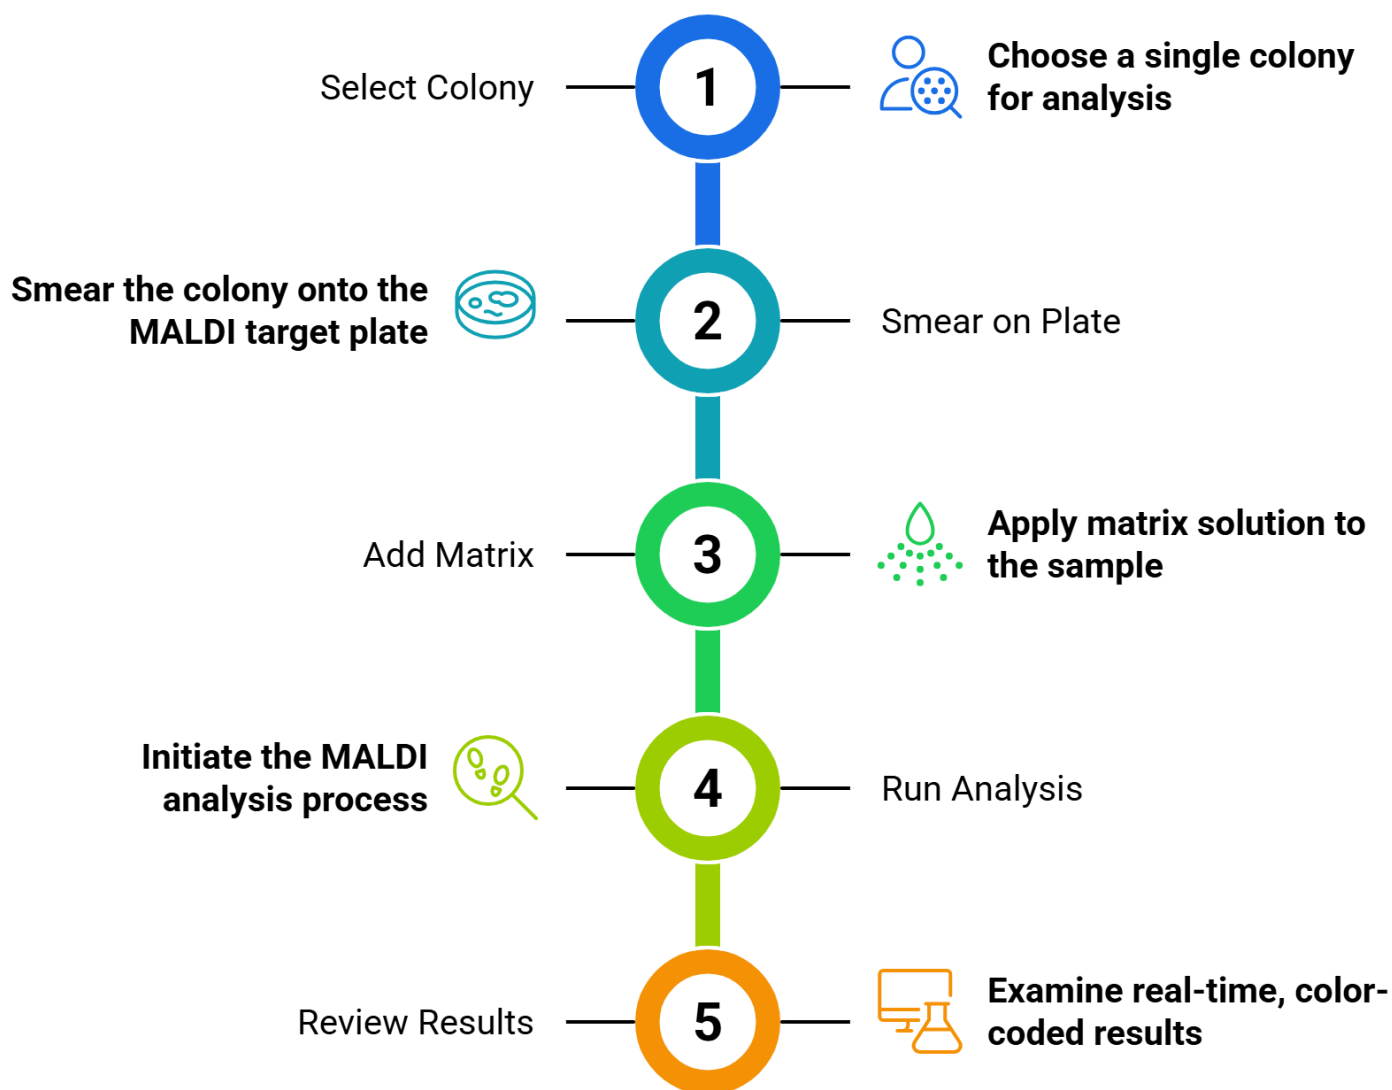 Select Colony
1
Choose a single colony
for analysis
Smear the colony onto the
MALDI target plate
2
Smear on Plate
Add Matrix
3
Apply matrix solution to
the sample
Initiate the MALDI
analysis process
4
Run Analysis
Review Results
5
Examine real-time, color-
coded results